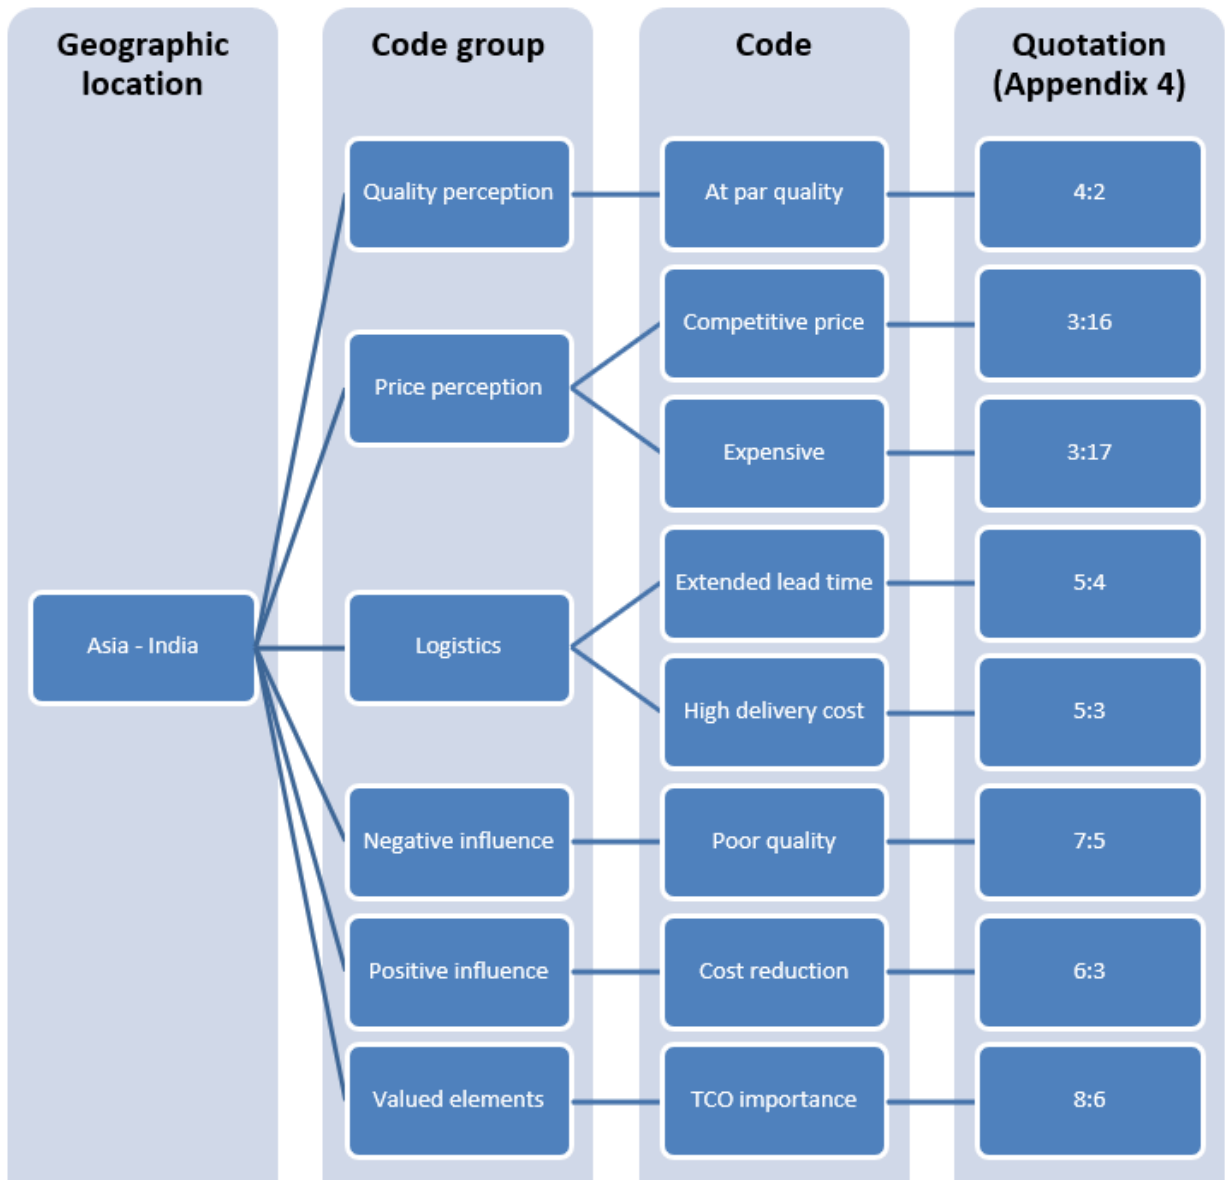 Geographic
location
Code group
Code
Quotation
(Appendix 4)
Quality perception
At par quality
4:2
Competitive price
3:16
Price perception
Expensive
3:17
Extended lead time
5:4
Asia - India
Logistics
High delivery cost
5:3
Negative influence
Poor quality
7:5
Positive influence
Cost reduction
6:3
Valued elements
TCO importance
8:6